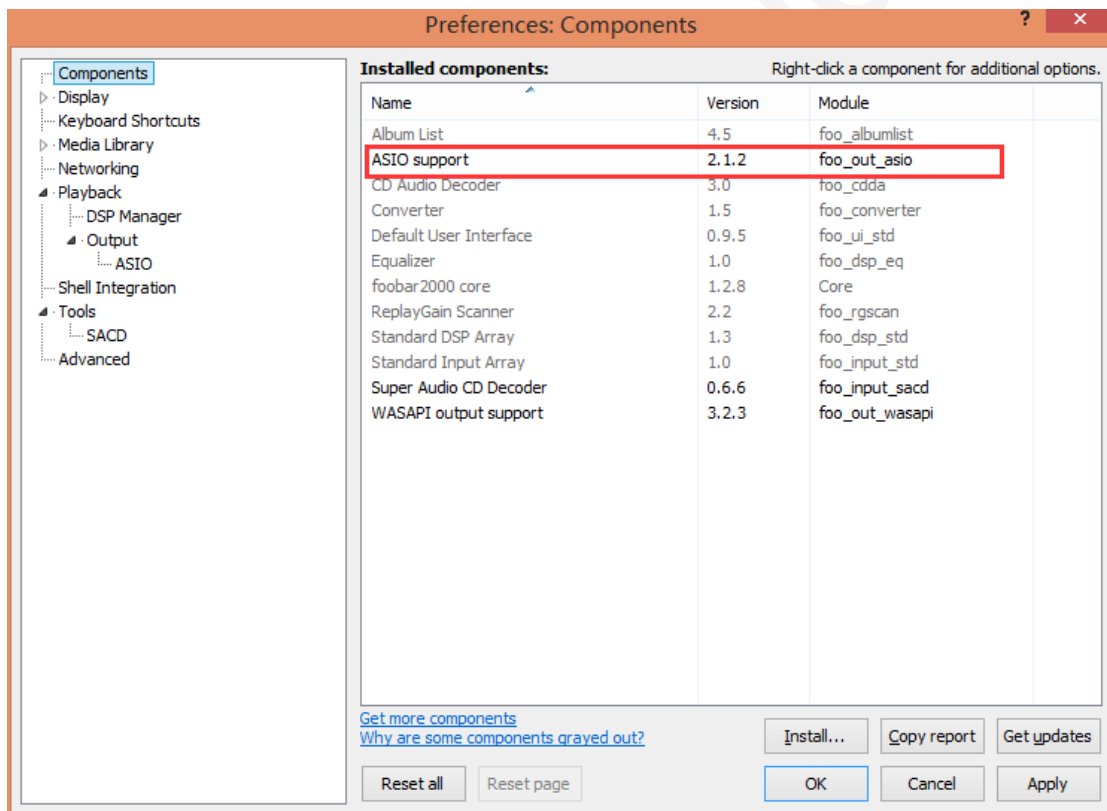 Preferences: Components
?
×
Components
Display
Keyboard Shortcuts
Media Library
Networking
Playback
DSP Manager
Output
ASIO
Shell Integration
Tools
SACD
Advanced
Installed components: Right-click a component for additional options.
Name Version Module
Album List 4.5 foo_albumlist
ASIO support 2.1.2 foo_out_asio
CD Audio Decoder 3.0 foo_cdda
Converter 1.5 foo_converter
Default User Interface 0.9.5 foo_ui_std
Equalizer 1.0 foo_dsp_eq
foobar2000 core 1.2.8 Core
ReplayGain Scanner 2.2 foo_rgscan
Standard DSP Array 1.3 foo_dsp_std
Standard Input Array 1.0 foo_input_std
Super Audio CD Decoder 0.6.6 foo_input_sacd
WASAPI output support 3.2.3 foo_out_wasapi
Get more components
Why are some components grayed out?
Install... Copy report Get updates
Reset all Reset page OK Cancel Apply